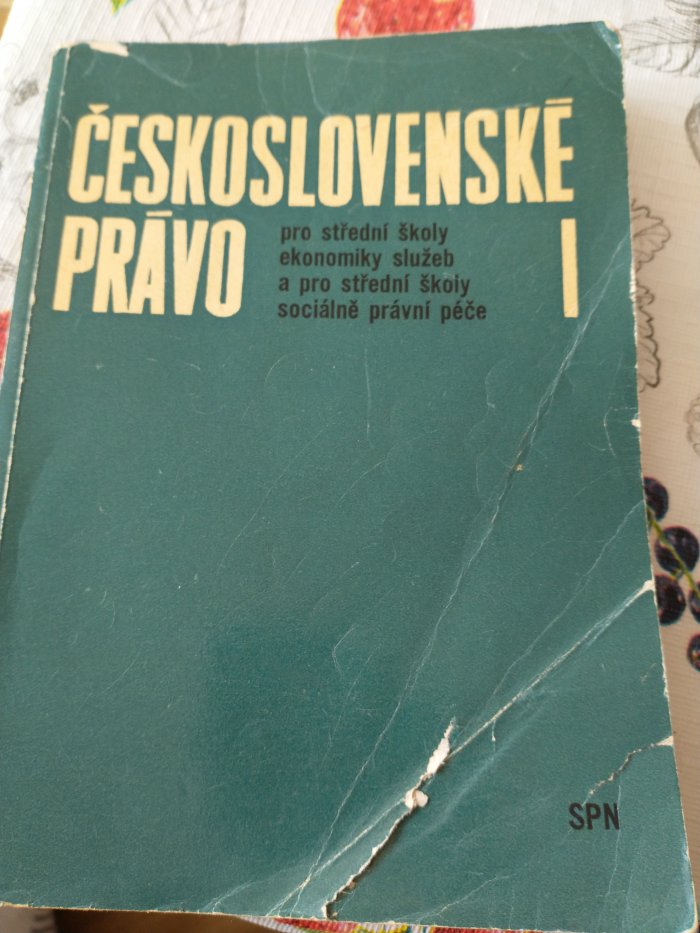 ČESKOSLOVENSKÉ
PRÁVO I
pro střední školy
ekonomiky služeb
a pro střední školy
sociálně právní péče
SPN